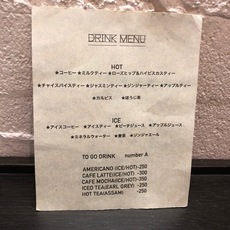 DRINK MENU
HOT
★コーヒー ★ミルクティー ★ローズヒップ&ハイビスカスティー
★チャイスパイスティー ★ジャスミンティー ★ジンジャーティー ★アップルティー
★カルピス ★ほうじ茶
ICE
★アイスコーヒー ★アイスティー ★ピーチジュース ★アップルジュース
★ミネラルウォーター ★麦茶 ★ジンジャエール
TO GO DRINK number A
AMERICANO (ICE/HOT)-250
CAFE LATTE(ICE/HOT) -300
CAFE MOCHA(ICE/HOT)-350
ICED TEA(EARL GREY) -250
HOT TEA(ASSAM) -250